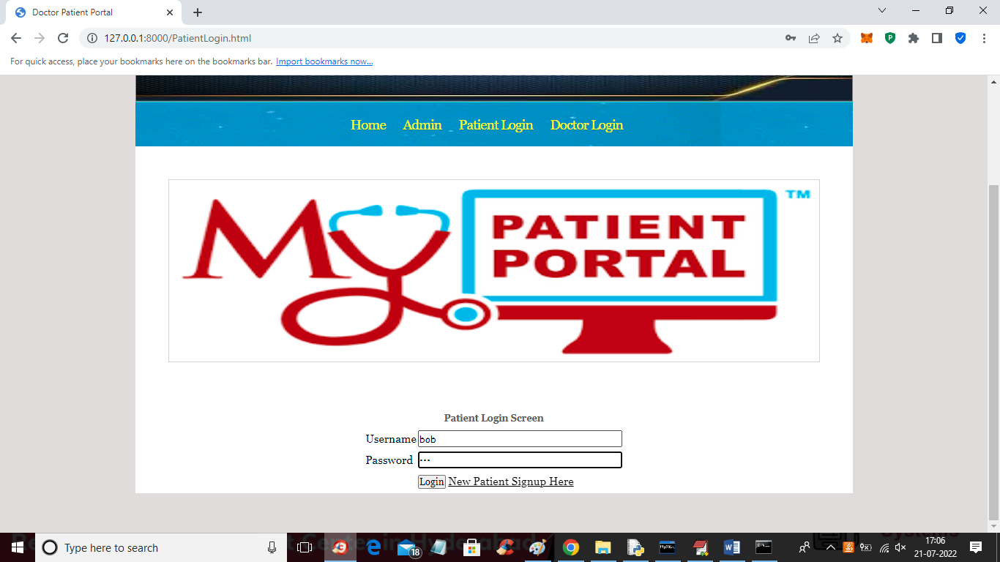 Doctor Patient Portal
127.0.0.1:8000/PatientLogin.html
For quick access, place your bookmarks here on the bookmarks bar. Import bookmarks now...
Home Admin Patient Login Doctor Login
My PATIENT PORTAL TM
Patient Login Screen
Username bob
Password •••
Login New Patient Signup Here
Type here to search
18
17:06
21-07-2022